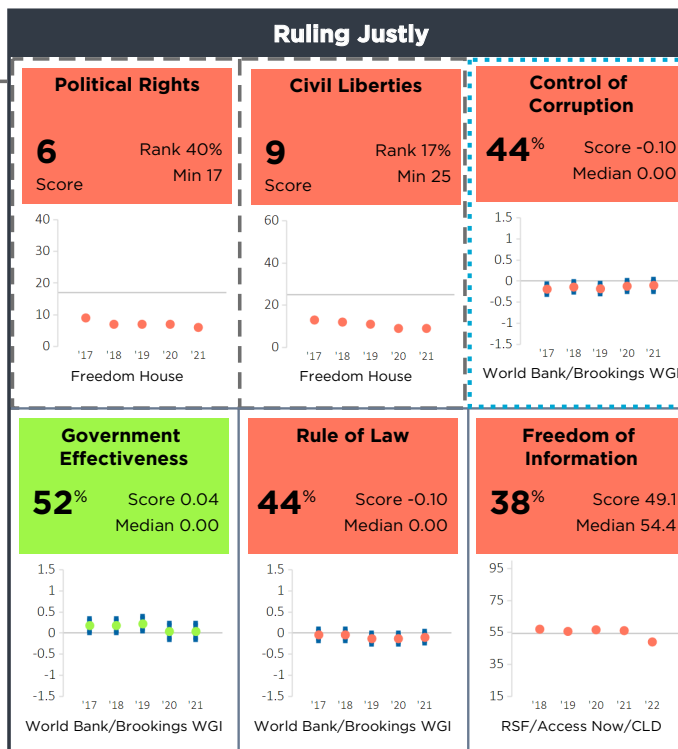 Ruling Justly
Political Rights
6
Score
Rank 40%
Min 17
40
30
20
10
0
'17 '18 '19 '20 '21
Freedom House
Civil Liberties
9
Score
Rank 17%
Min 25
60
40
20
0
'17 '18 '19 '20 '21
Freedom House
Control of
Corruption
44%
Score -0.10
Median 0.00
1.5
1
0.5
0
-0.5
-1
-1.5
'17 '18 '19 '20 '21
World Bank/Brookings WGI
Government
Effectiveness
52%
Score 0.04
Median 0.00
1.5
1
0.5
0
-0.5
-1
-1.5
'17 '18 '19 '20 '21
World Bank/Brookings WGI
Rule of Law
44%
Score -0.10
Median 0.00
1.5
1
0.5
0
-0.5
-1
-1.5
'17 '18 '19 '20 '21
World Bank/Brookings WGI
Freedom of
Information
38%
Score 49.1
Median 54.4
95
75
55
35
15
'18 '19 '20 '21 '22
RSF/Access Now/CLD